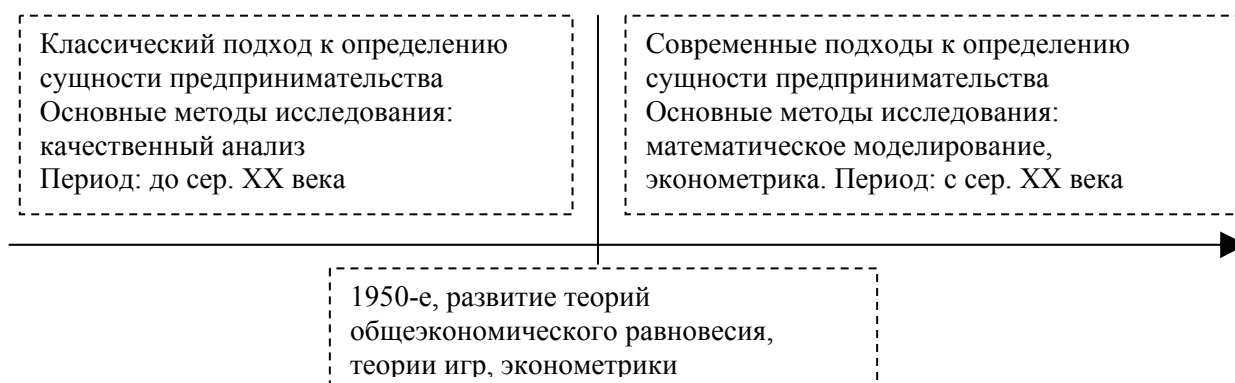 Классический подход к определению
сущности предпринимательства
Основные методы исследования:
качественный анализ
Период: до сер. XX века
Современные подходы к определению
сущности предпринимательства
Основные методы исследования:
математическое моделирование,
эконометрика. Период: с сер. XX века
1950-е, развитие теорий
общеэкономического равновесия,
теории игр, эконометрики